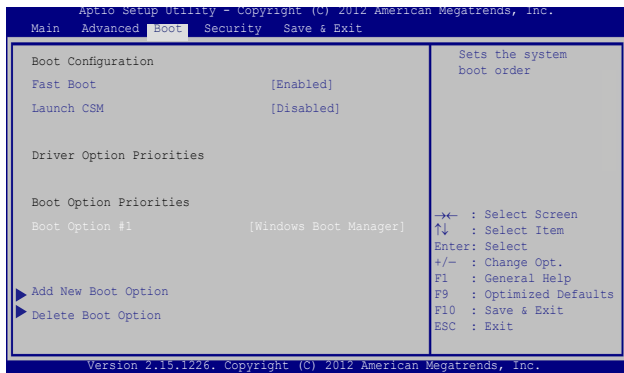 Aptio Setup Utility - Copyright (C) 2012 American Megatrends, Inc.
Main Advanced Boot Security Save & Exit
Boot Configuration
Fast Boot [Enabled]
Launch CSM [Disabled]
Driver Option Priorities
Boot Option Priorities
Boot Option #1 [Windows Boot Manager]
Add New Boot Option
Delete Boot Option
Sets the system
boot order
→← : Select Screen
↑↓ : Select Item
Enter: Select
+/— : Change Opt.
F1 : General Help
F9 : Optimized Defaults
F10 : Save & Exit
ESC : Exit
Version 2.15.1226. Copyright (C) 2012 American Megatrends, Inc.